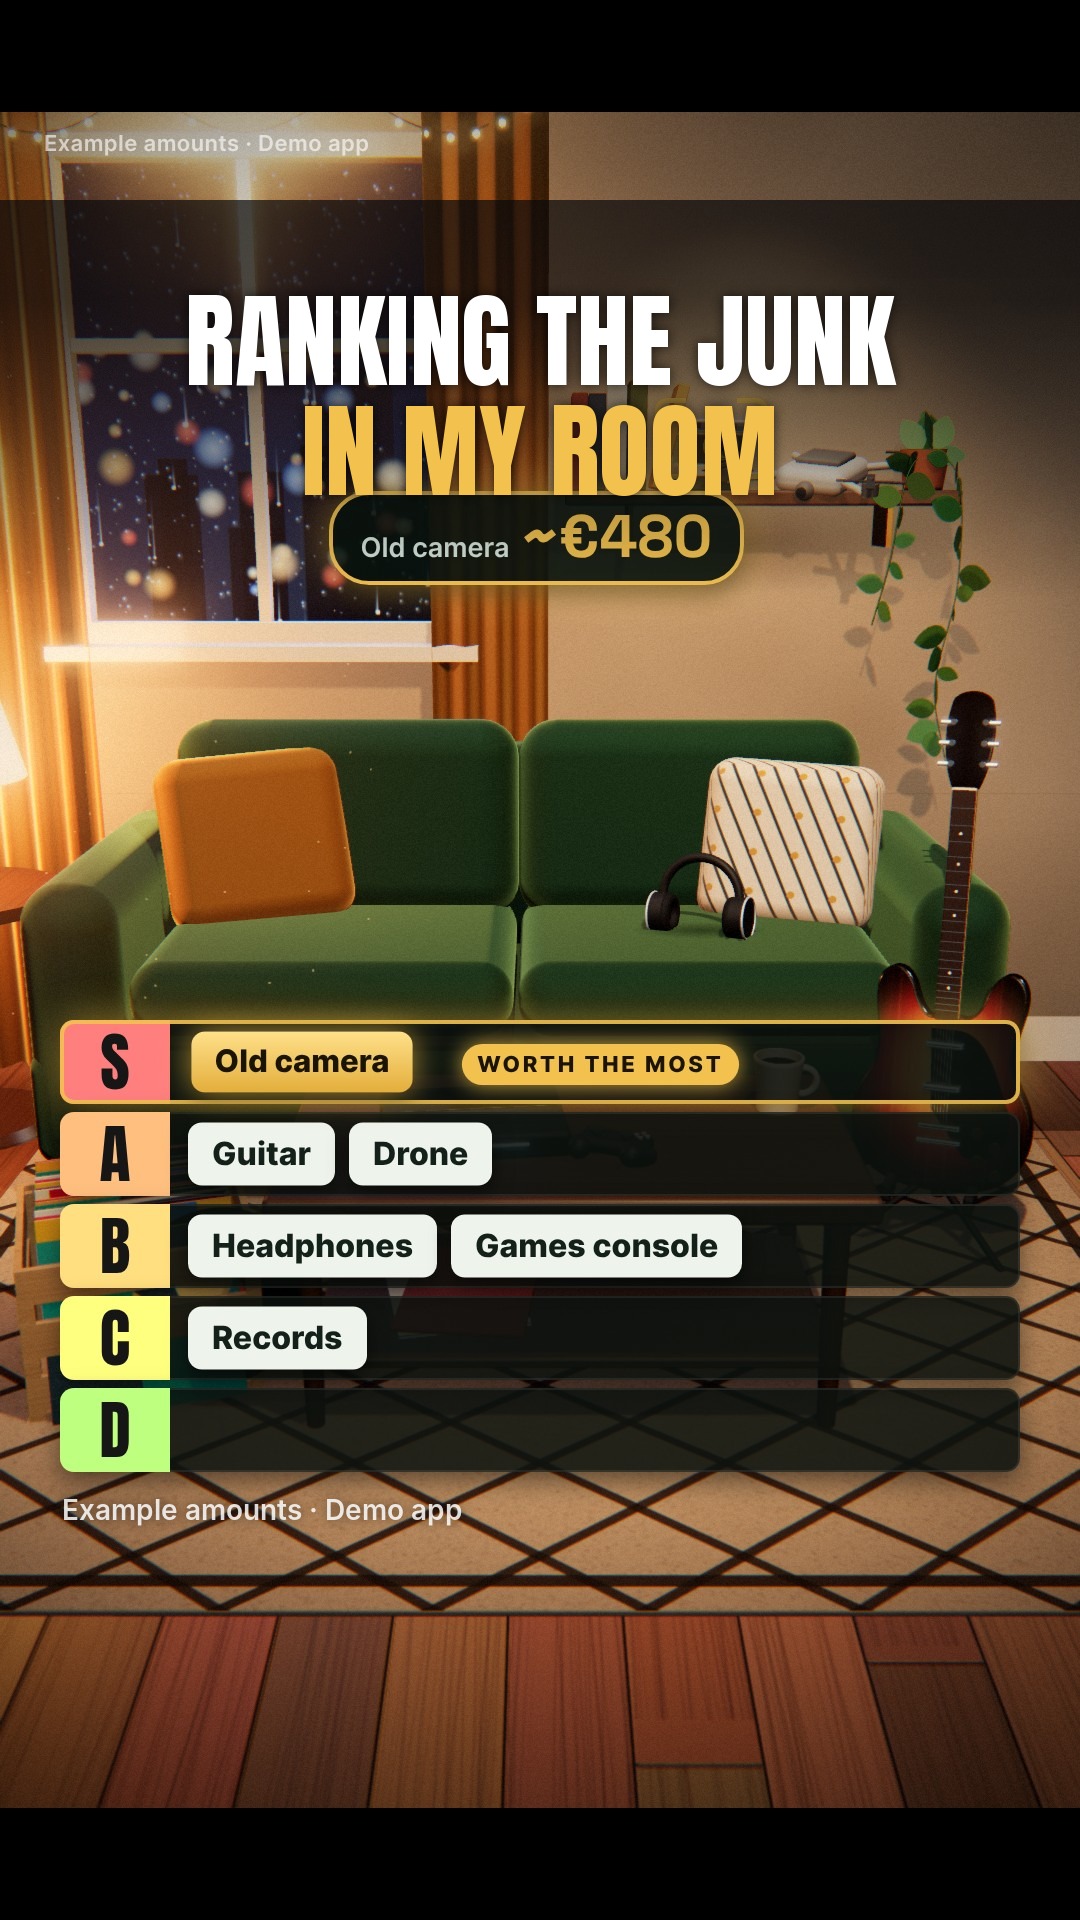 Example amounts · Demo app
RANKING THE JUNK
IN MY ROOM
Old camera ~€480
S Old camera WORTH THE MOST
A Guitar Drone
B Headphones Games console
C Records
D
Example amounts · Demo app